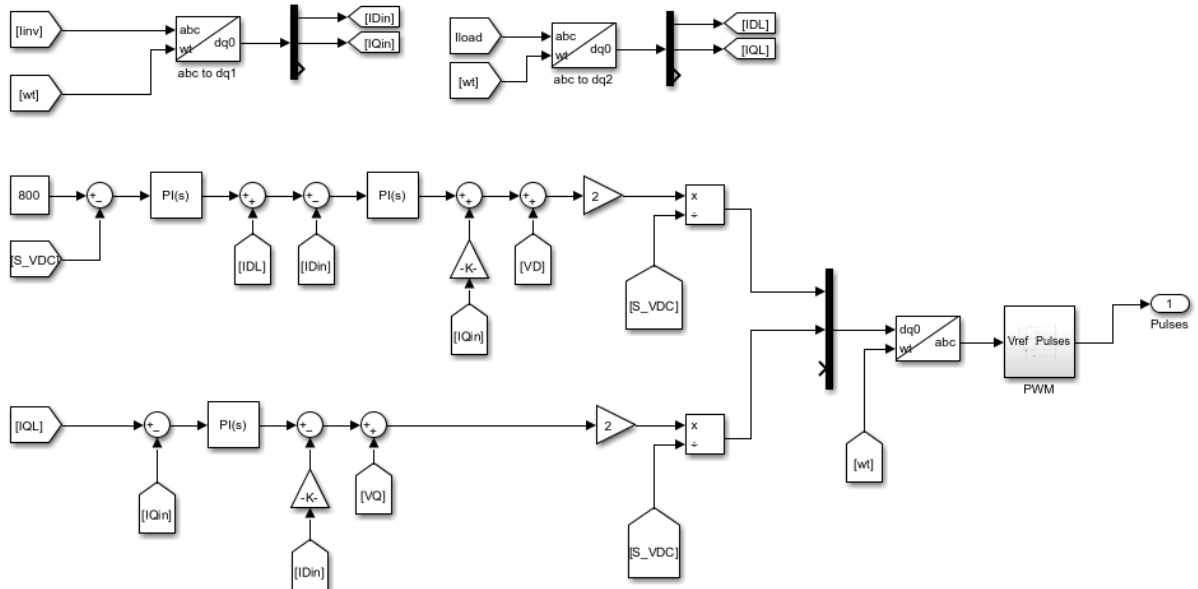 [Iinv]
abc
wt
dq0
[IDin]
[IQin]
[wt]
abc to dq1
Iload
abc
wt
dq0
[IDL]
[IQL]
[wt]
abc to dq2
800
+
−
PI(s)
+
+
+
−
PI(s)
+
+
+
+
2
x
÷
[S_VDC]
[IDL]
[IDin]
-K-
[VD]
[S_VDC]
[IQin]
dq0
wt
abc
Vref
Pulses
PWM
1
Pulses
[IQL]
+
−
PI(s)
+
−
+
+
2
x
÷
[wt]
[IQin]
-K-
[VQ]
[S_VDC]
[IDin]